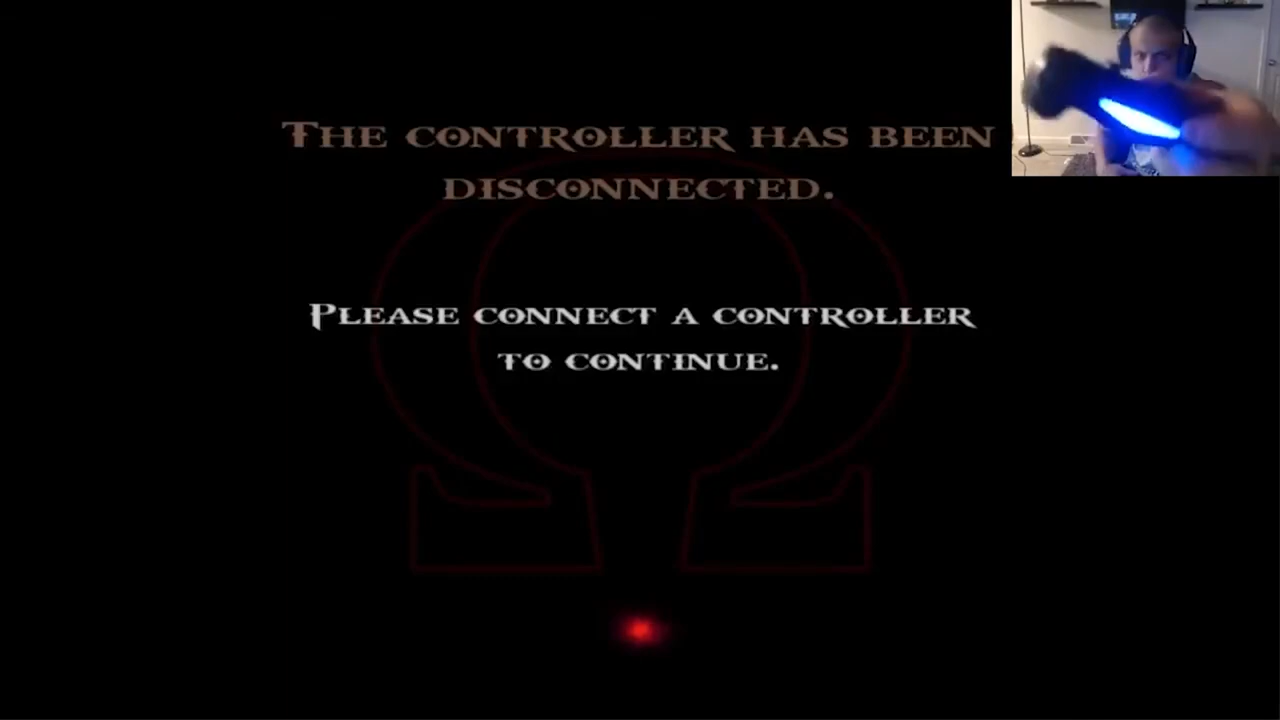 The controller has been
disconnected.
Please connect a controller
to continue.